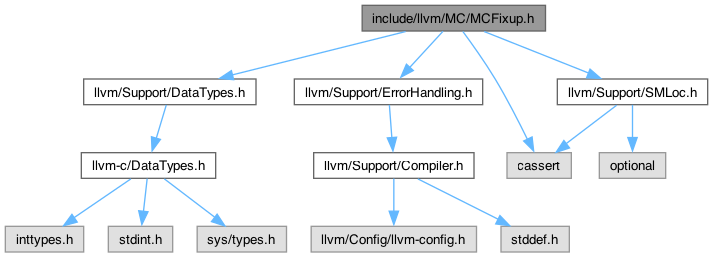 include/llvm/MC/MCFixup.h
llvm/Support/DataTypes.h
llvm/Support/ErrorHandling.h
llvm/Support/SMLoc.h
llvm-c/DataTypes.h
llvm/Support/Compiler.h
cassert
optional
inttypes.h
stdint.h
sys/types.h
llvm/Config/llvm-config.h
stddef.h